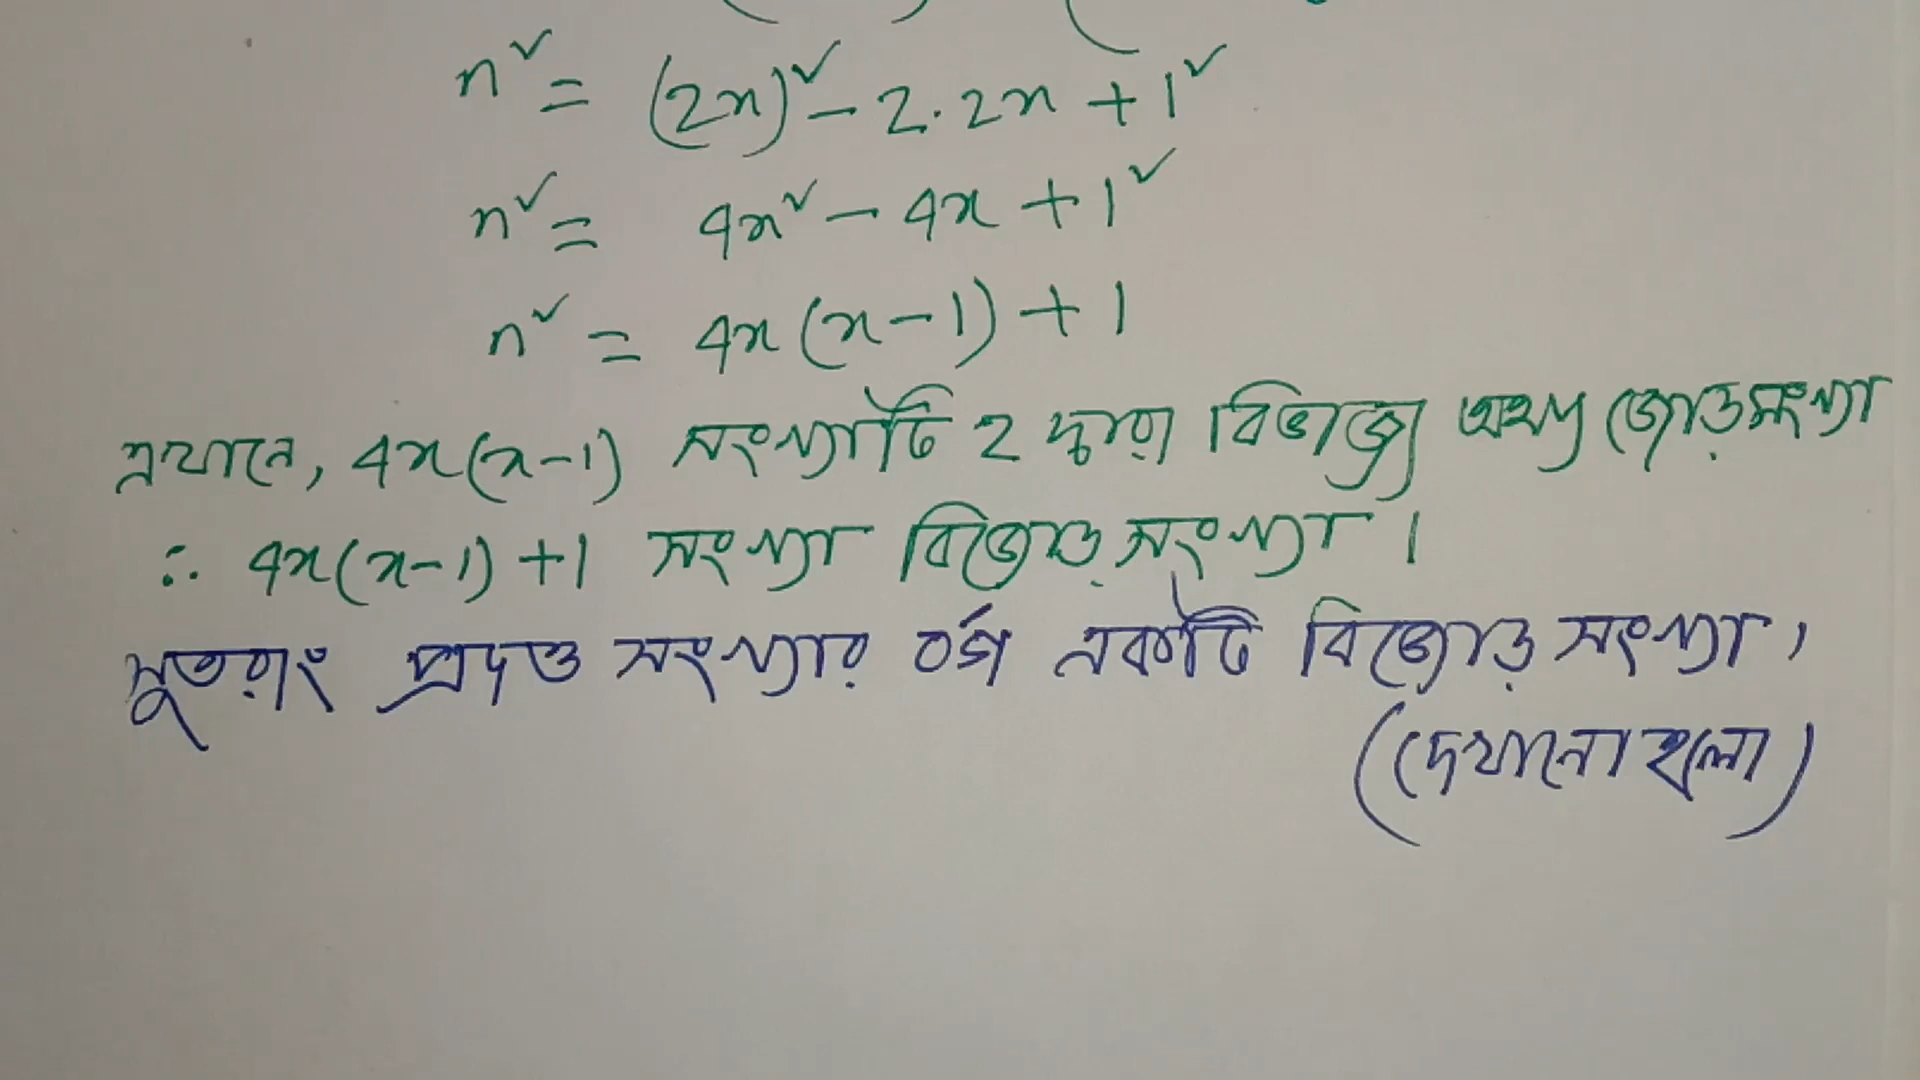 n² = (2x)² - 2.2x + 1²
n² = 4x² - 4x + 1²
n² = 4x(x-1) + 1
এখানে, 4x(x-1) সংখ্যাটি 2 দ্বারা বিভাজ্য জোড় সংখ্যা
∴ 4x(x-1) + 1 সংখ্যা বিজোড় সংখ্যা।
সুতরাং প্রদত্ত সংখ্যার বর্গ একটি বিজোড় সংখ্যা,
(দেখানো হলো)